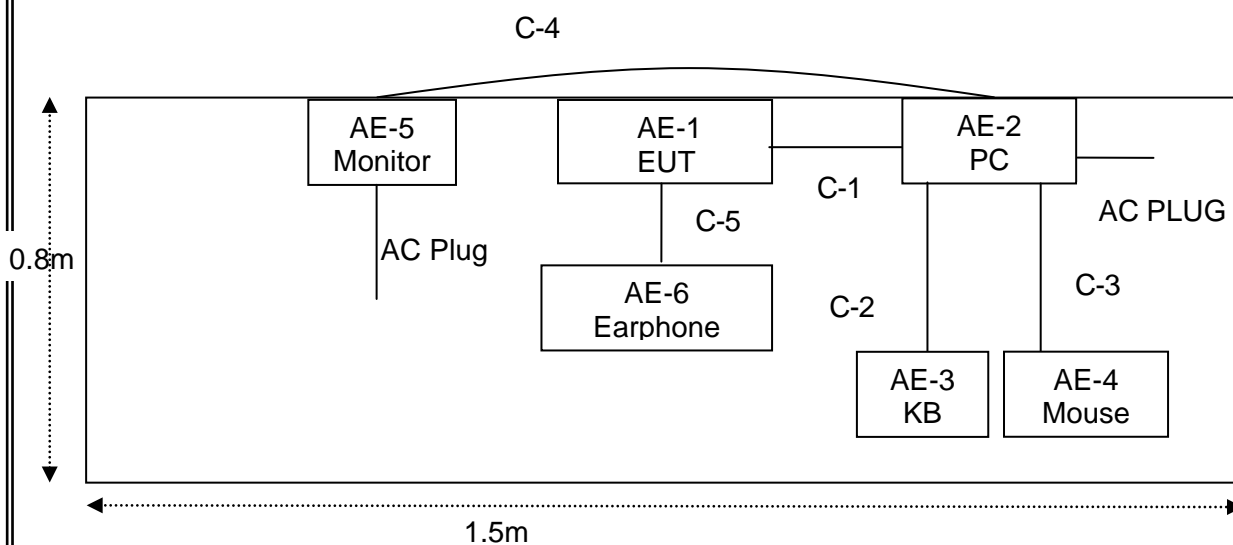 C-4
AE-5
Monitor
AE-1
EUT
AE-2
PC
C-1
AC PLUG
C-5
AC Plug
0.8m
AE-6
Earphone
C-2
C-3
AE-3
KB
AE-4
Mouse
1.5m